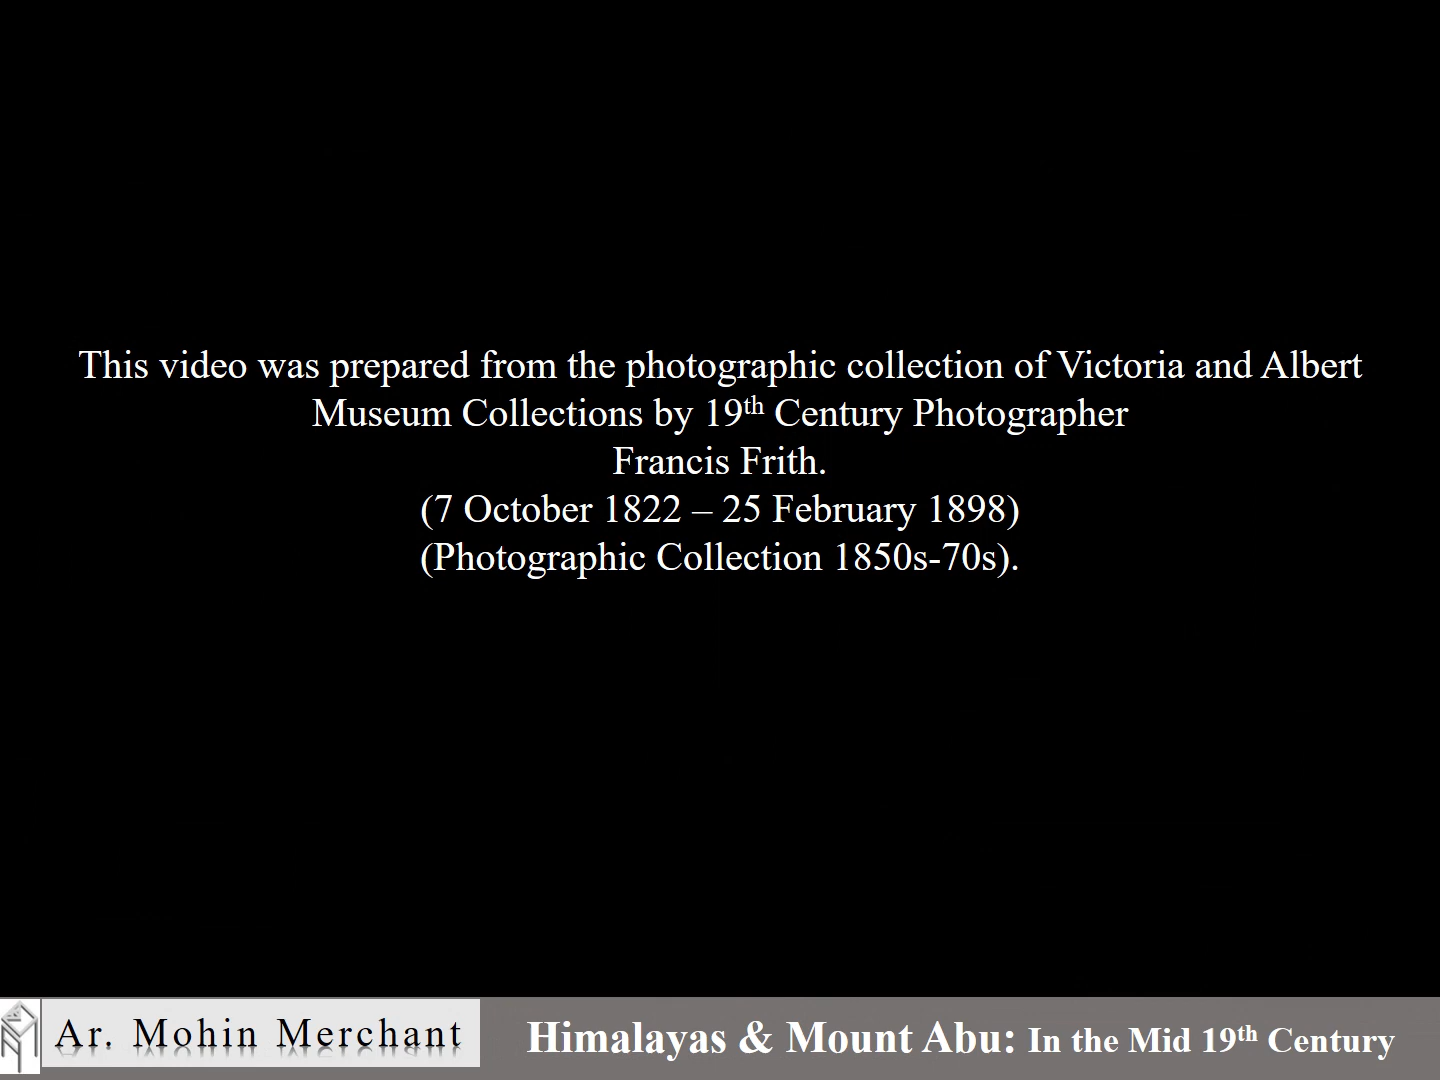 This video was prepared from the photographic collection of Victoria and Albert
Museum Collections by 19th Century Photographer
Francis Frith.
(7 October 1822 – 25 February 1898)
(Photographic Collection 1850s-70s).
Ar. Mohin Merchant
Himalayas & Mount Abu: In the Mid 19th Century